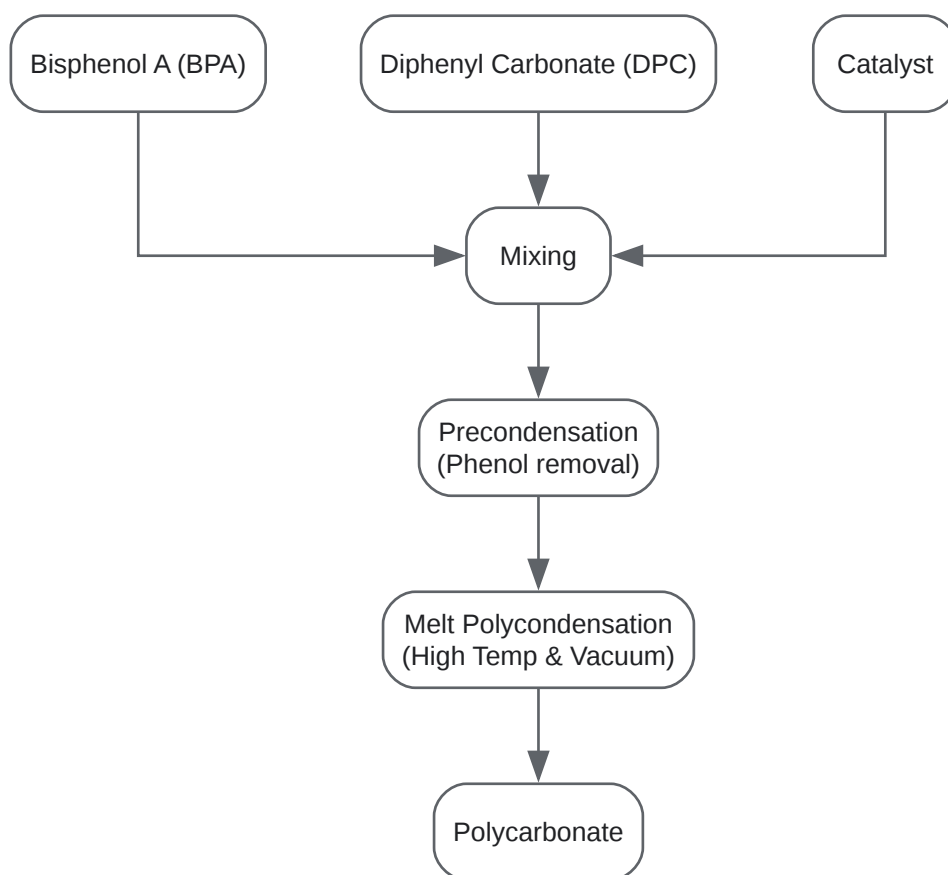 Bisphenol A (BPA)
Diphenyl Carbonate (DPC)
Catalyst
Mixing
Precondensation
(Phenol removal)
Melt Polycondensation
(High Temp & Vacuum)
Polycarbonate